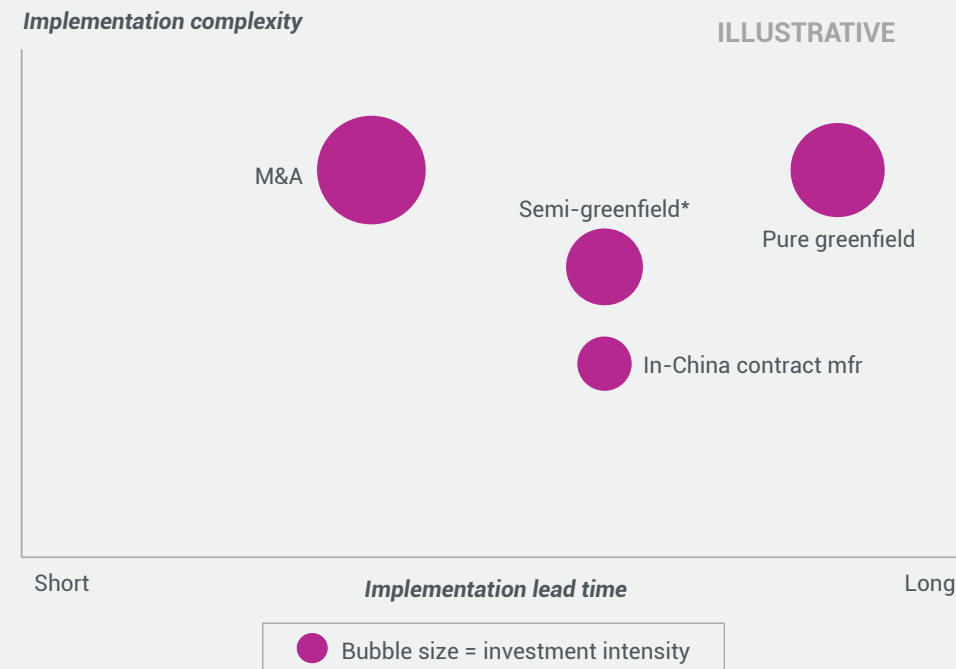 Implementation complexity
ILLUSTRATIVE
M&A
Semi-greenfield*
Pure greenfield
In-China contract mfr
Short
Implementation lead time
Long
Bubble size = investment intensity